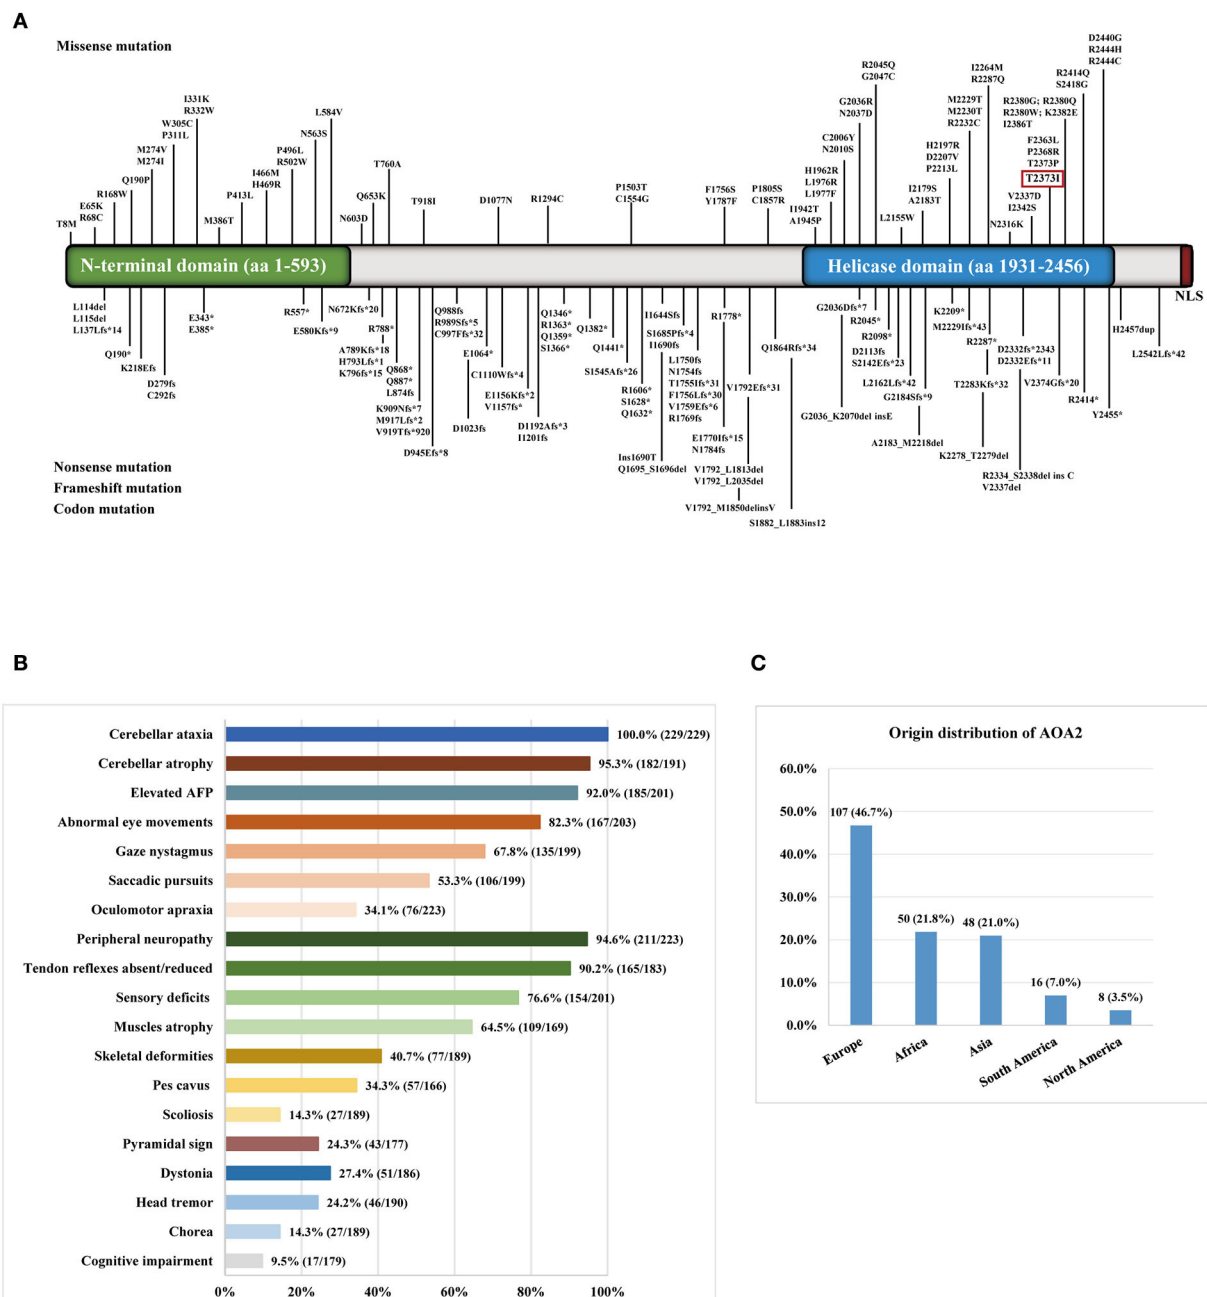 A
Missense mutation
D2440G
R2444H
R2444C
R2045Q
G2047C
I2264M
R2287Q
R2414Q
S2418G
I331K
R332W
G2036R
N2037D
M2229T
M2230T
R2232C
R2380G; R2380Q
R2380W; K2382E
I2386T
L584V
W305C
P311L
N563S
C2006Y
N2010S
F2363L
P2368R
T2373P
T2373I
M274V
M274I
P496L
R502W
H2197R
D2207V
P2213L
T760A
H1962R
L1976R
L1977F
Q190P
I466M
H469R
I2179S
A2183T
V2337D
I2342S
R168W
P413L
Q653K
P1503T
C1554G
F1756S
Y1787F
P1805S
C1857R
E65K
R68C
T918I
D1077N
R1294C
I1942T
A1945P
L2155W
T8M
M386T
N603D
N2316K
N-terminal domain (aa 1-593)
Helicase domain (aa 1931-2456)
NLS
L114del
L115del
L137Lfs*14
E343*
E385*
R557*
E580Kfs*9
N672Kfs*20
R788*
A789Kfs*18
H793Lfs*1
K796fs*15
Q988fs
R989Sfs*5
C997Ffs*32
Q1346*
R1363*
Q1359*
S1366*
Q1382*
I1644Sfs
S1685Pfs*4
I1690fs
R1778*
G2036Dfs*7
R2045*
R2098*
D2113fs
S2142Efs*23
K2209*
M2229Ifs*43
R2287*
D2332fs*2343
D2332Efs*11
H2457dup
L2542Lfs*42
Q190*
K218Efs
D279fs
C292fs
Q868*
Q887*
L874fs
E1064*
C1110Wfs*4
Q1441*
S1545Afs*26
L1750fs
N1754fs
T1755Ifs*31
F1756Lfs*30
V1759Efs*6
R1769fs
Q1864Rfs*34
V1792Efs*31
L2162Lfs*42
G2184Sfs*9
T2283Kfs*32
V2374Gfs*20
R2414*
Y2455*
K909Nfs*7
M917Lfs*2
V919Tfs*920
E1156Kfs*2
V1157fs*
R1606*
S1628*
Q1632*
G2036_K2070del insE
D945Efs*8
D1023fs
D1192Afs*3
I1201fs
E1770Ifs*15
N1784fs
A2183_M2218del
K2278_T2279del
Ins1690T
Q1695_S1696del
V1792_L1813del
V1792_L2035del
R2334_S2338del ins C
V2337del
V1792_M1850delinsV
S1882_L1883ins12
Nonsense mutation
Frameshift mutation
Codon mutation
B
Cerebellar ataxia 100.0% (229/229)
Cerebellar atrophy 95.3% (182/191)
Elevated AFP 92.0% (185/201)
Abnormal eye movements 82.3% (167/203)
Gaze nystagmus 67.8% (135/199)
Saccadic pursuits 53.3% (106/199)
Oculomotor apraxia 34.1% (76/223)
Peripheral neuropathy 94.6% (211/223)
Tendon reflexes absent/reduced 90.2% (165/183)
Sensory deficits 76.6% (154/201)
Muscles atrophy 64.5% (109/169)
Skeletal deformities 40.7% (77/189)
Pes cavus 34.3% (57/166)
Scoliosis 14.3% (27/189)
Pyramidal sign 24.3% (43/177)
Dystonia 27.4% (51/186)
Head tremor 24.2% (46/190)
Chorea 14.3% (27/189)
Cognitive impairment 9.5% (17/179)
0% 20% 40% 60% 80% 100%
C
Origin distribution of AOA2
60.0%
50.0%
40.0%
30.0%
20.0%
10.0%
0.0%
107 (46.7%)
50 (21.8%)
48 (21.0%)
16 (7.0%)
8 (3.5%)
Europe
Africa
Asia
South America
North America